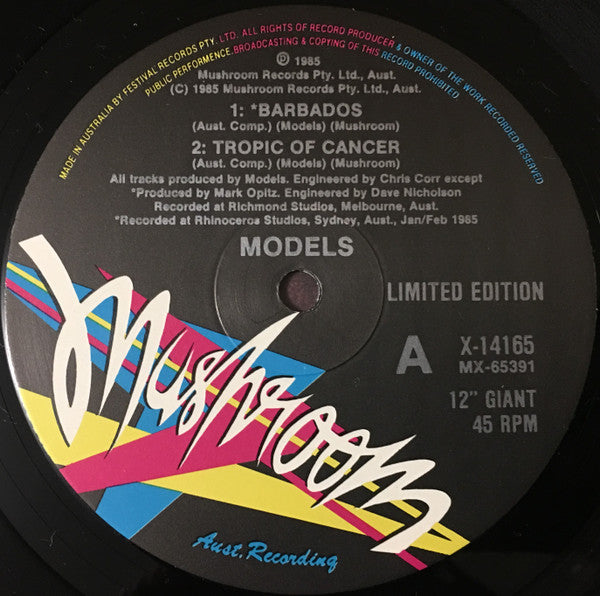 MADE IN AUSTRALIA BY FESTIVAL RECORDS PTY. LTD. ALL RIGHTS OF RECORD PRODUCER & OWNER OF THE WORK RECORDED RESERVED
PUBLIC PERFORMANCE. BROADCASTING & COPYING OF THIS RECORD PROHIBITED
℗ 1985
Mushroom Records Pty. Ltd., Aust.
(C) 1985 Mushroom Records Pty. Ltd., Aust.
1: *BARBADOS
(Aust. Comp.) (Models) (Mushroom)
2: TROPIC OF CANCER
(Aust. Comp.) (Models) (Mushroom)
All tracks produced by Models. Engineered by Chris Corr except
*Produced by Mark Opitz. Engineered by Dave Nicholson
Recorded at Richmond Studios, Melbourne, Aust.
*Recorded at Rhinoceros Studios, Sydney, Aust., Jan/Feb 1985
MODELS
LIMITED EDITION
A
X-14165
MX-65391
12" GIANT
45 RPM
Mushroom
Aust. Recording